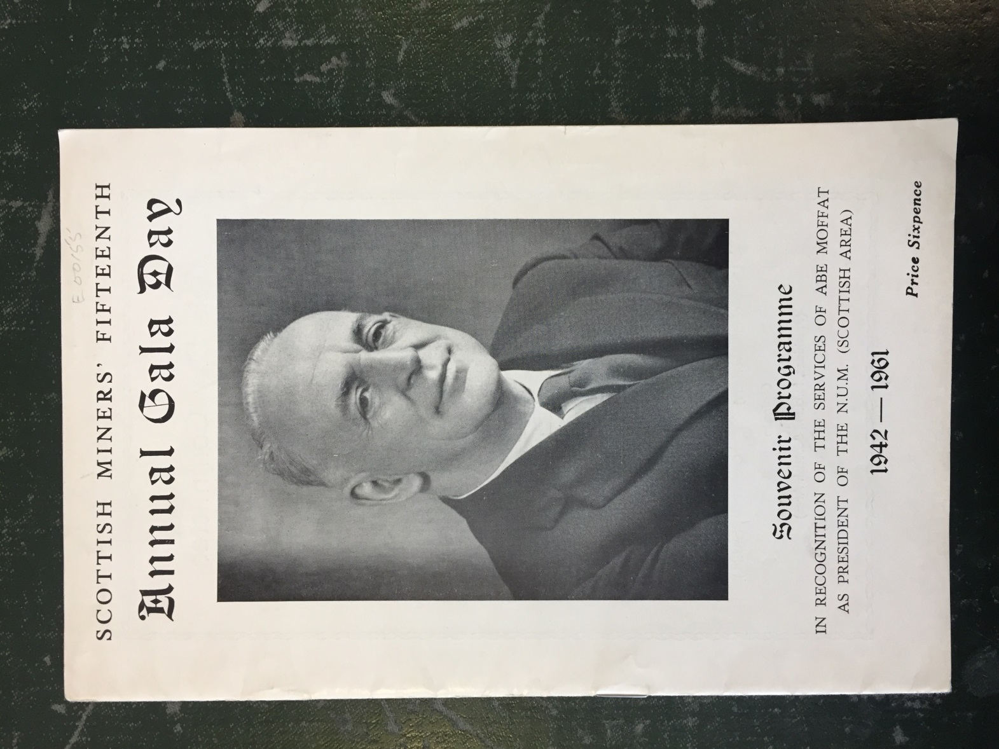 E00155
SCOTTISH MINERS' FIFTEENTH
Annual Gala Day
Souvenir Programme
IN RECOGNITION OF THE SERVICES OF ABE MOFFAT
AS PRESIDENT OF THE N.U.M. (SCOTTISH AREA)
1942 — 1961
Price Sixpence